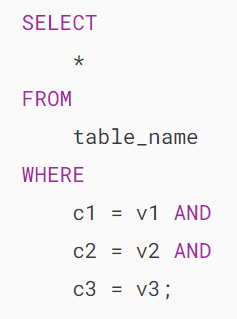 SELECT
    *
FROM
    table_name
WHERE
    c1 = v1 AND
    c2 = v2 AND
    c3 = v3;